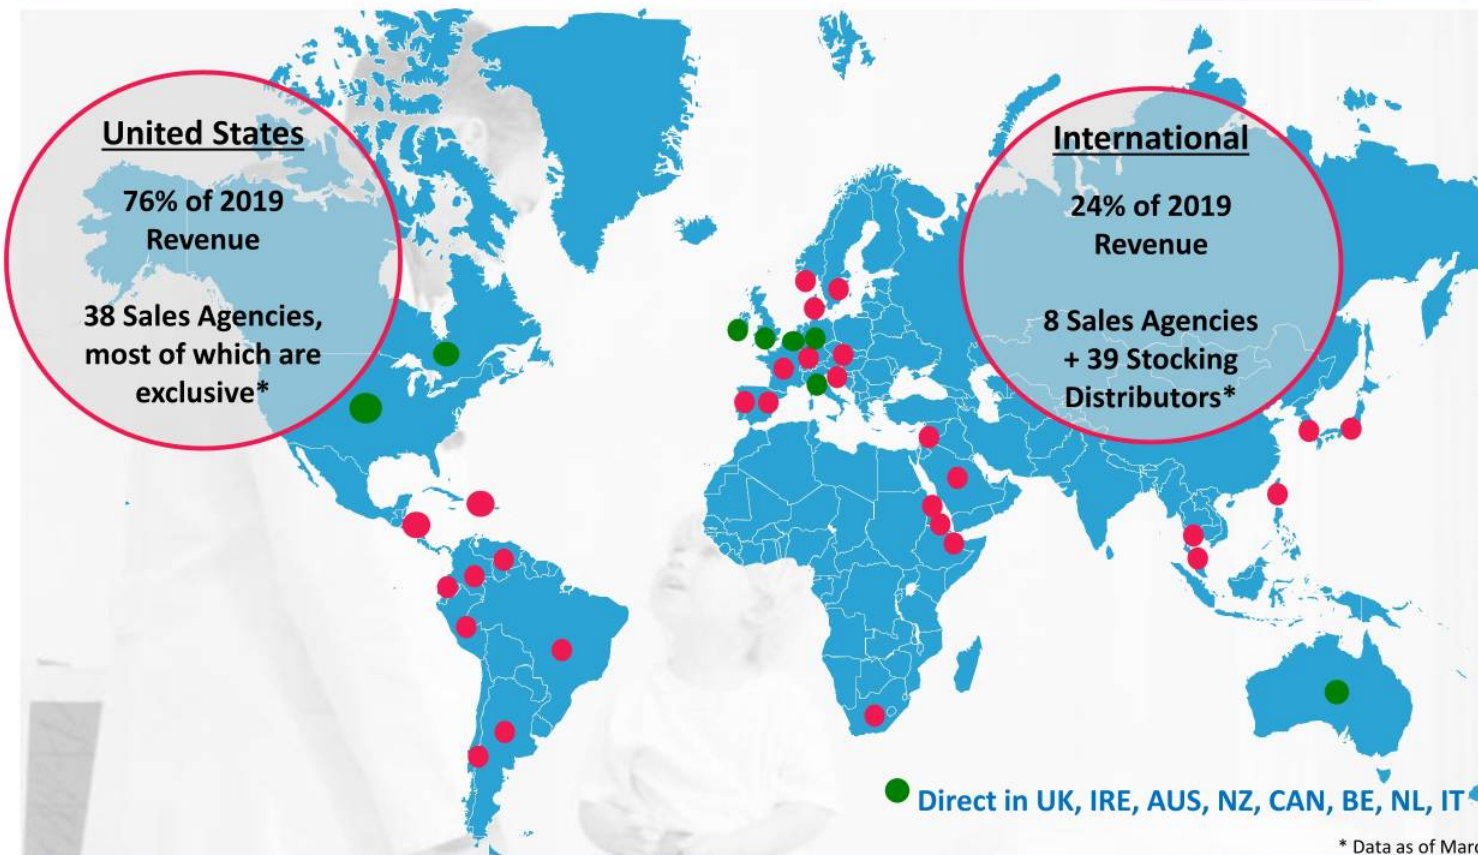 United States
76% of 2019
Revenue
38 Sales Agencies,
most of which are
exclusive*
International
24% of 2019
Revenue
8 Sales Agencies
+ 39 Stocking
Distributors*
Direct in UK, IRE, AUS, NZ, CAN, BE, NL, IT
* Data as of